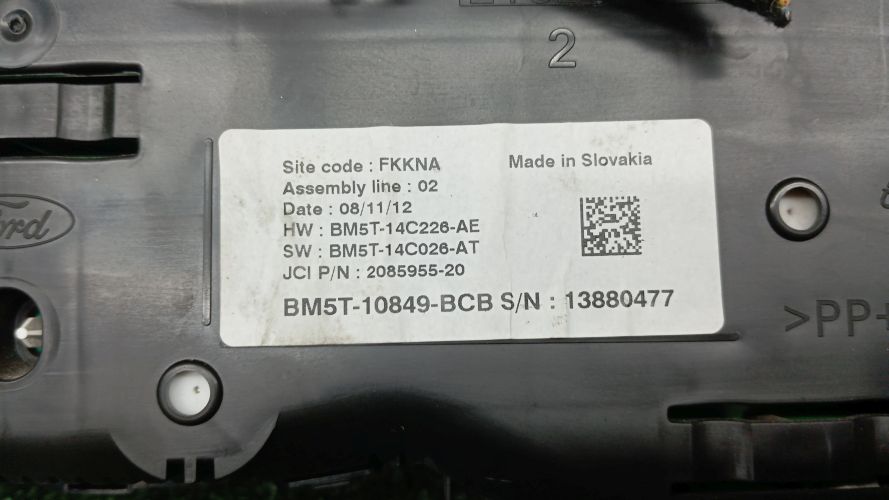 2
Site code : FKKNA
Made in Slovakia
Assembly line : 02
Date : 08/11/12
HW : BM5T-14C226-AE
SW : BM5T-14C026-AT
JCI P/N : 2085955-20
BM5T-10849-BCB S/N : 13880477
Ford
>PP+